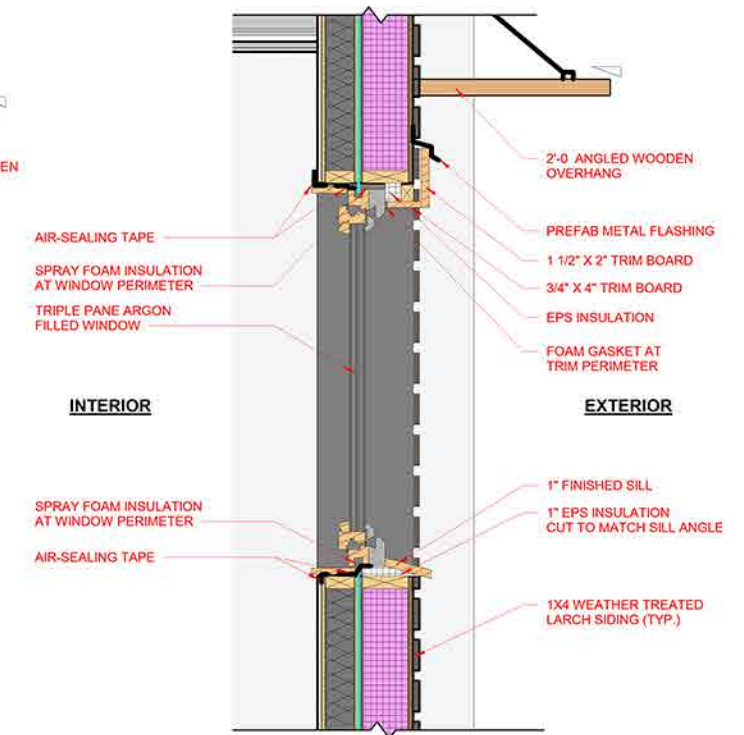 EN
AIR-SEALING TAPE
SPRAY FOAM INSULATION
AT WINDOW PERIMETER
TRIPLE PANE ARGON
FILLED WINDOW
INTERIOR
SPRAY FOAM INSULATION
AT WINDOW PERIMETER
AIR-SEALING TAPE
2'-0 ANGLED WOODEN
OVERHANG
PREFAB METAL FLASHING
1 1/2" X 2" TRIM BOARD
3/4" X 4" TRIM BOARD
EPS INSULATION
FOAM GASKET AT
TRIM PERIMETER
EXTERIOR
1" FINISHED SILL
1" EPS INSULATION
CUT TO MATCH SILL ANGLE
1X4 WEATHER TREATED
LARCH SIDING (TYP.)